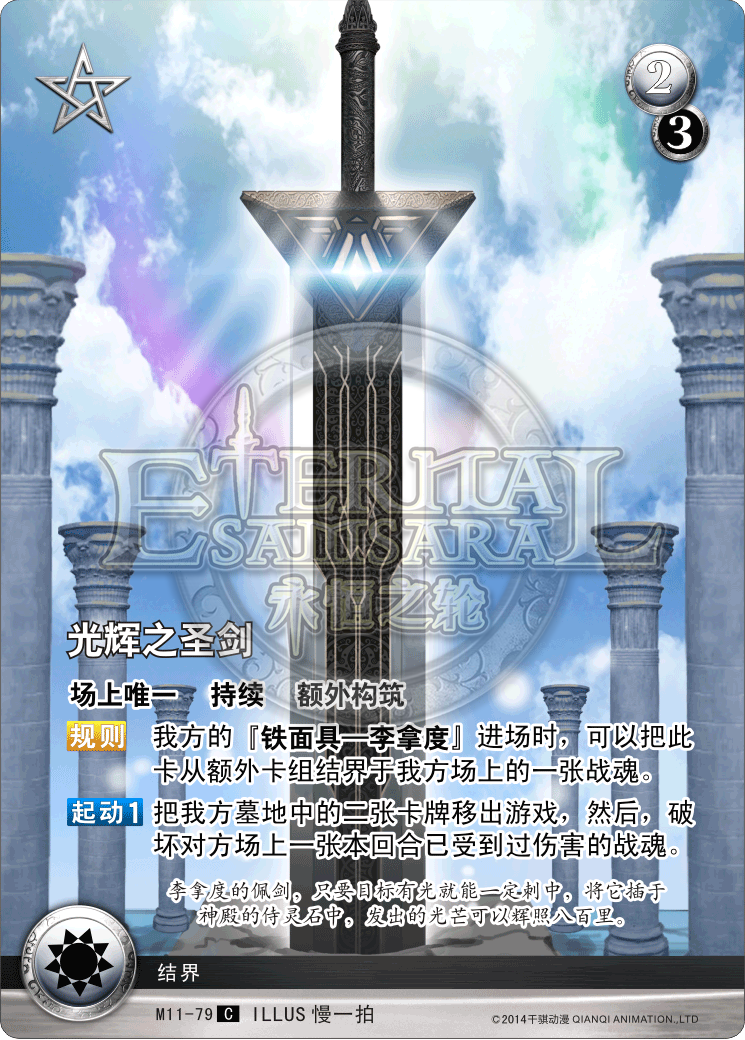 2
3
ETERNAL
SAMSARA
永恒之轮
光辉之圣剑
场上唯一 持续 额外构筑
规则 我方的『铁面具—李拿度』进场时，可以把此
卡从额外卡组结界于我方场上的一张战魂。
起动1 把我方墓地中的二张卡牌移出游戏，然后，破
坏对方场上一张本回合已受到过伤害的战魂。
李拿度的佩剑，只要目标有光就能一定刺中，将它插于
神殿的侍灵石中，发出的光芒可以辉照八百里。
结界
M11-79 C ILLUS 慢一拍
©2014千骐动漫 QIANQI ANIMATION.,LTD